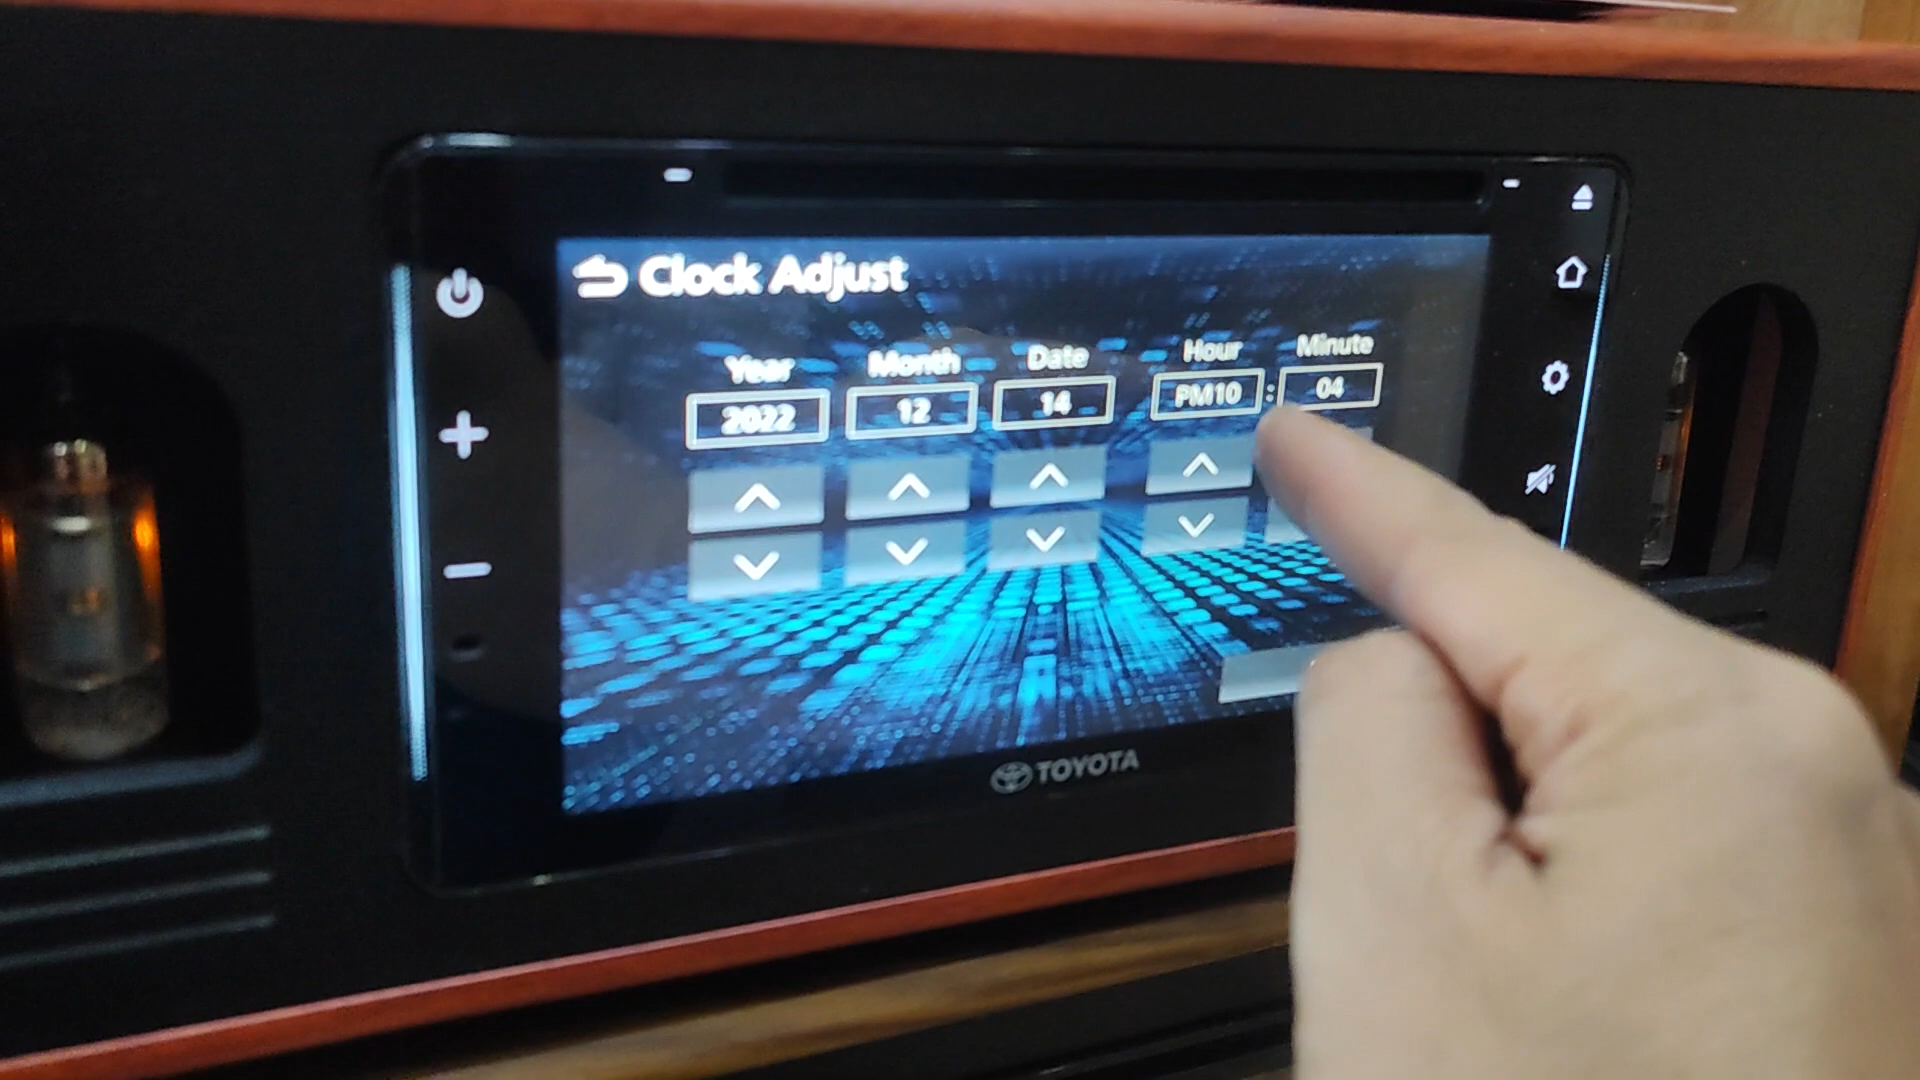 Clock Adjust
Year Month Date Hour Minute
2022 12 14 PM10 : 04
TOYOTA